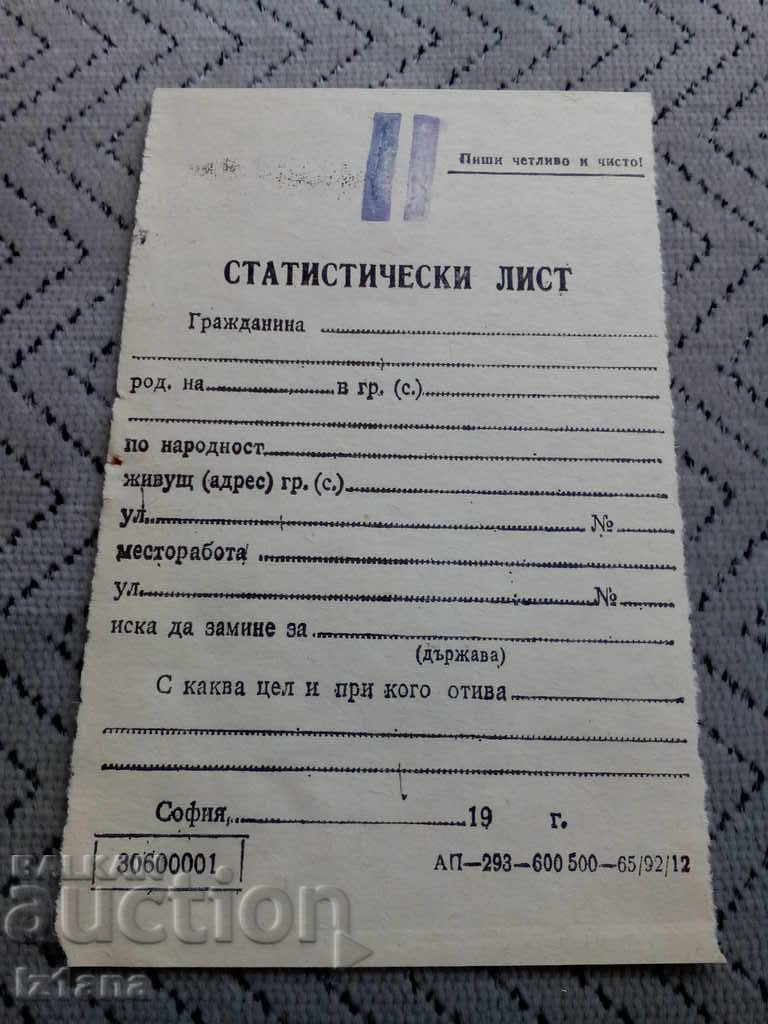 Пиши четливо и чисто!
СТАТИСТИЧЕСКИ ЛИСТ
Гражданина
род. на в гр. (с.)
по народност
живущ (адрес) гр. (с.)
ул. №
месторабота
ул. №
иска да замине за
(държава)
С каква цел и при кого отива
София, 19 г.
30600001 АП—293—600 500—65/92/12
BALKAN
auction
Iz1ana